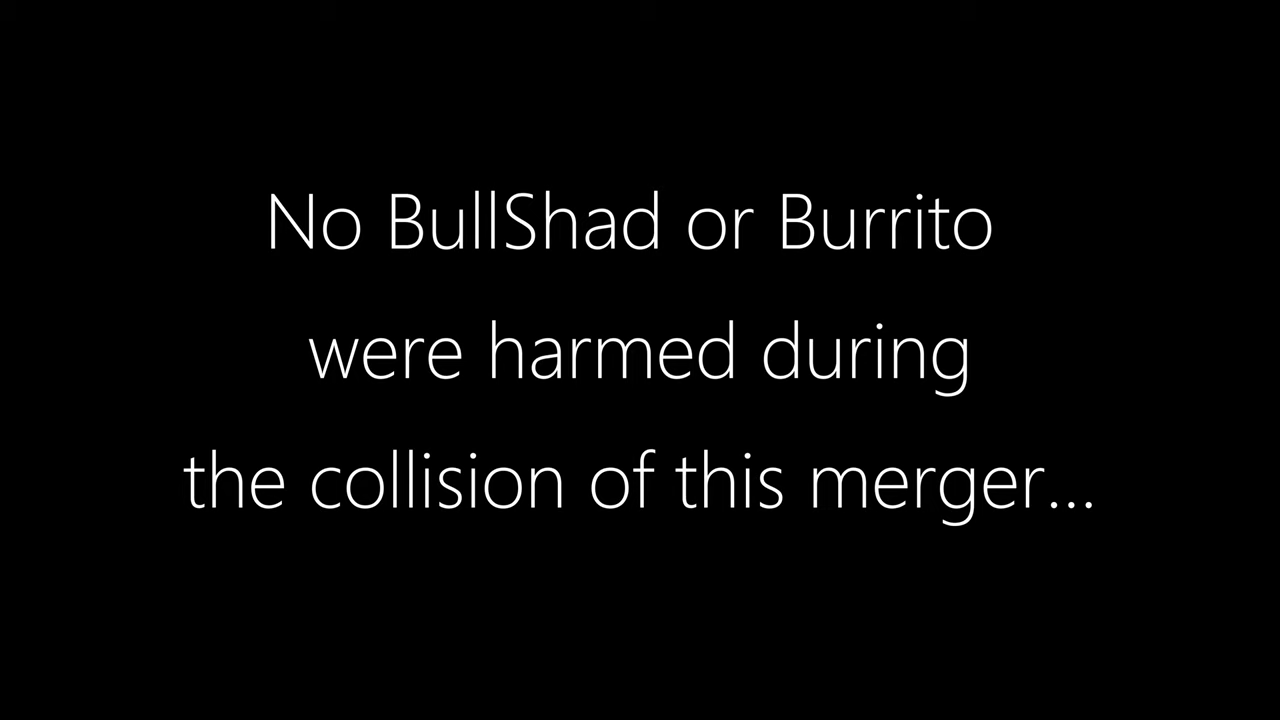 No BullShad or Burrito
were harmed during
the collision of this merger...